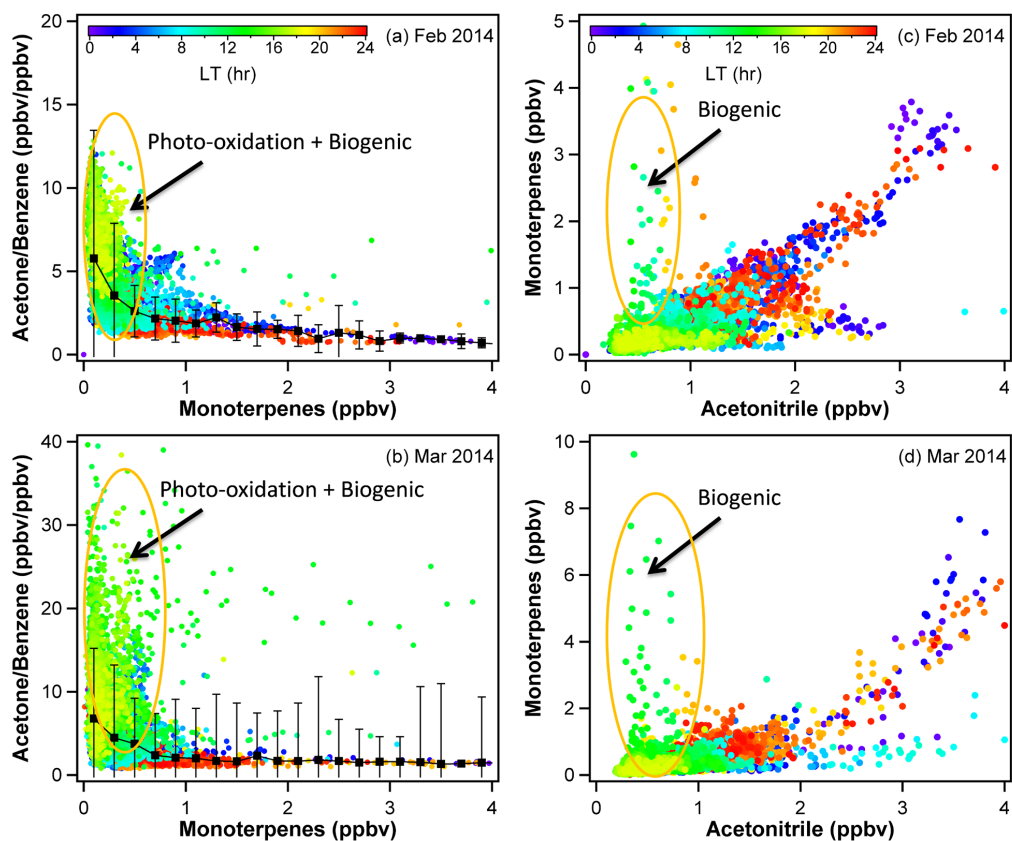 20
15
10
5
0
Acetone/Benzene (ppbv/ppbv)
0 4 8 12 16 20 24
LT (hr)
(a) Feb 2014
Photo-oxidation + Biogenic
0 1 2 3 4
Monoterpenes (ppbv)
5
4
3
2
1
0
Monoterpenes (ppbv)
0 4 8 12 16 20 24
LT (hr)
(c) Feb 2014
Biogenic
0 1 2 3 4
Acetonitrile (ppbv)
40
30
20
10
0
Acetone/Benzene (ppbv/ppbv)
(b) Mar 2014
Photo-oxidation + Biogenic
0 1 2 3 4
Monoterpenes (ppbv)
10
8
6
4
2
0
Monoterpenes (ppbv)
(d) Mar 2014
Biogenic
0 1 2 3 4
Acetonitrile (ppbv)